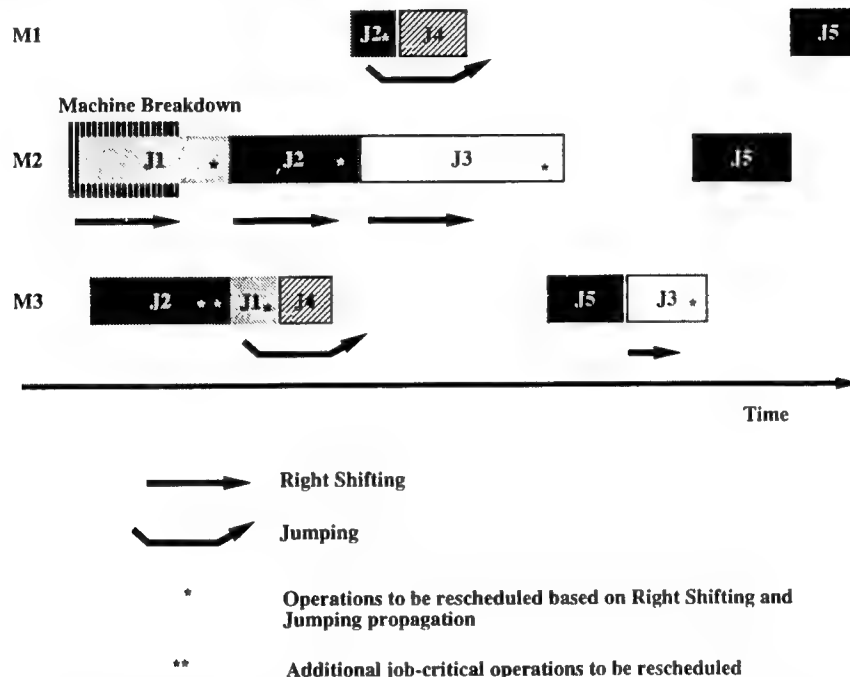 M1 J2* J4 J5
Machine Breakdown
M2 J1 * J2 * J3 * J5
M3 J2 ** J1* J4 J5 J3 *
Time
Right Shifting
Jumping
* Operations to be rescheduled based on Right Shifting and
Jumping propagation
** Additional job-critical operations to be rescheduled